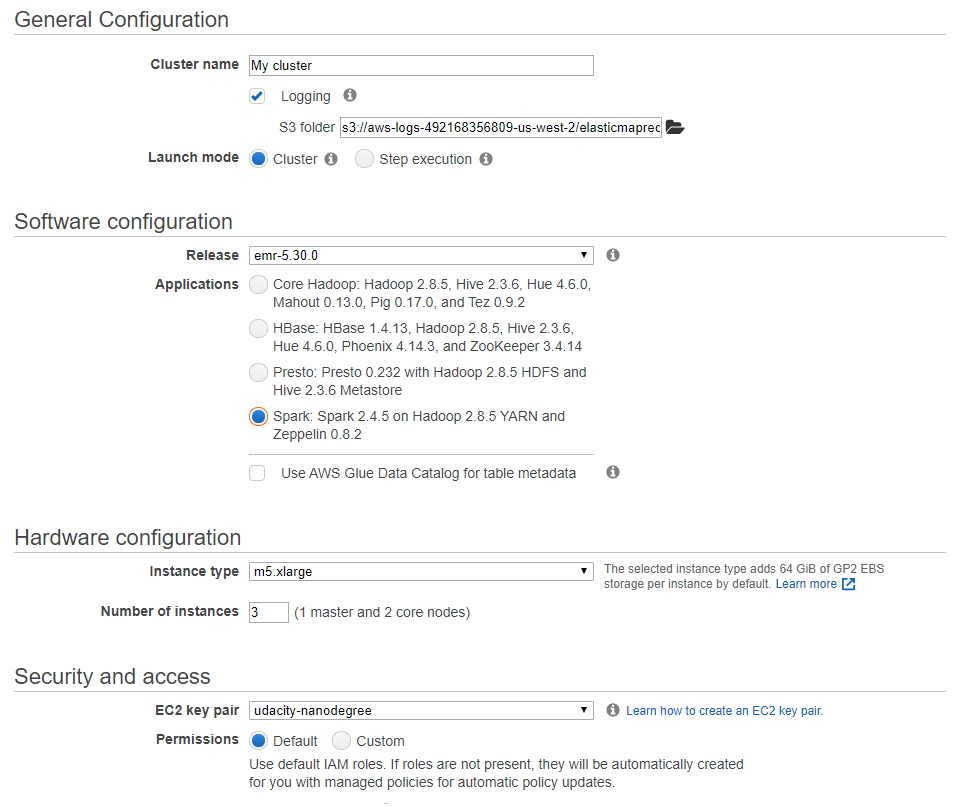 General Configuration
Cluster name My cluster
Logging
S3 folder s3://aws-logs-492168356809-us-west-2/elasticmaprec
Launch mode Cluster Step execution
Software configuration
Release emr-5.30.0
Applications Core Hadoop: Hadoop 2.8.5, Hive 2.3.6, Hue 4.6.0,
Mahout 0.13.0, Pig 0.17.0, and Tez 0.9.2
HBase: HBase 1.4.13, Hadoop 2.8.5, Hive 2.3.6,
Hue 4.6.0, Phoenix 4.14.3, and ZooKeeper 3.4.14
Presto: Presto 0.232 with Hadoop 2.8.5 HDFS and
Hive 2.3.6 Metastore
Spark: Spark 2.4.5 on Hadoop 2.8.5 YARN and
Zeppelin 0.8.2
Use AWS Glue Data Catalog for table metadata
Hardware configuration
Instance type m5.xlarge The selected instance type adds 64 GiB of GP2 EBS
storage per instance by default. Learn more
Number of instances 3 (1 master and 2 core nodes)
Security and access
EC2 key pair udacity-nanodegree Learn how to create an EC2 key pair.
Permissions Default Custom
Use default IAM roles. If roles are not present, they will be automatically created
for you with managed policies for automatic policy updates.